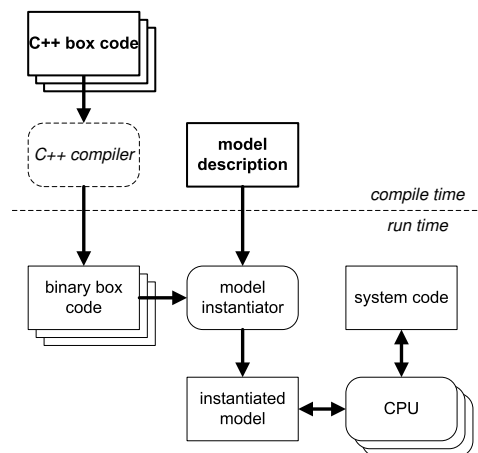 C++ box code
C++ compiler
model
description
compile time
run time
binary box
code
model
instantiator
system code
instantiated
model
CPU